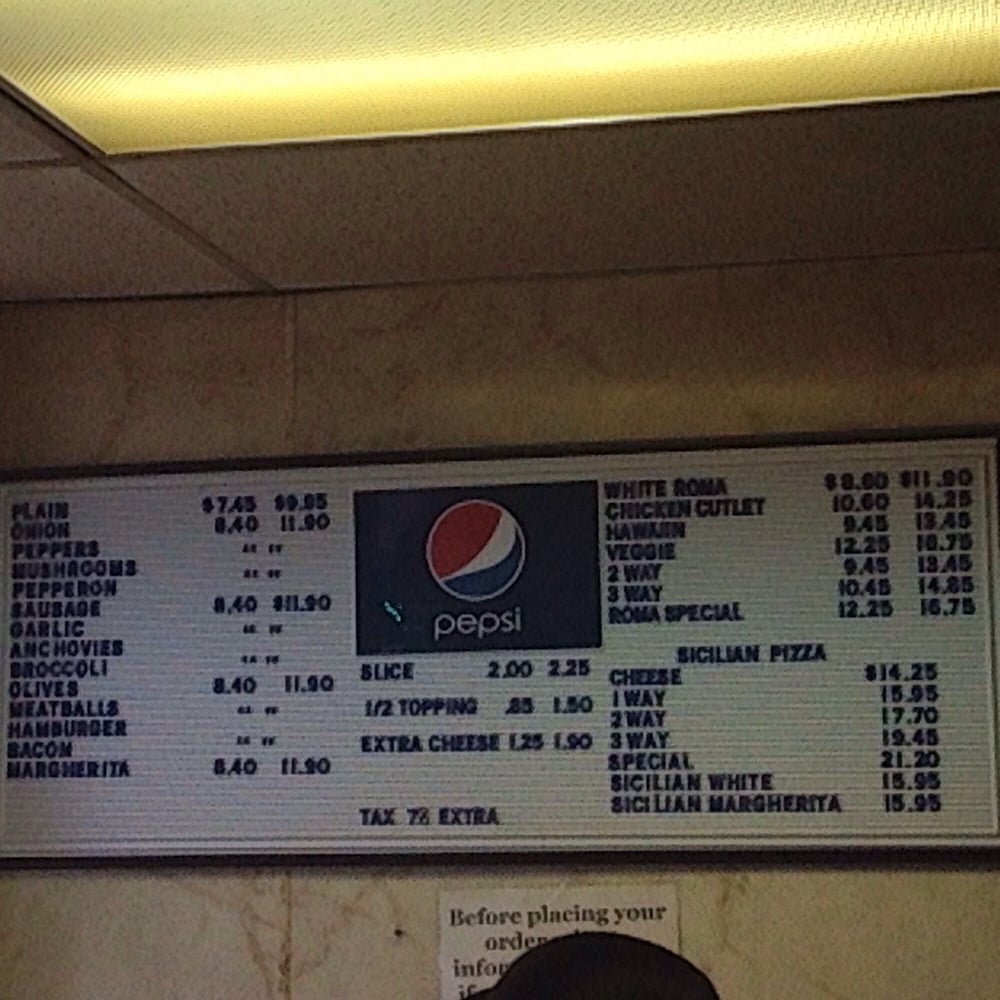 PLAIN $7.45 $9.95
ONION 8.40 11.90
PEPPERS " "
MUSHROOMS " "
PEPPERON
SAUSAGE 8.40 $11.90
GARLIC " "
ANCHOVIES
BROCCOLI " "
OLIVES 8.40 11.90
MEATBALLS " "
HAMBURGER
BACON " "
MARGHERITA 8.40 11.90
pepsi
SLICE 2.00 2.25
1/2 TOPPING .85 1.50
EXTRA CHEESE 1.25 1.90
TAX 7% EXTRA
WHITE ROMA $8.60 $11.90
CHICKEN CUTLET 10.60 14.25
HAWAIIN 9.45 13.45
VEGGIE 12.25 16.75
2 WAY 9.45 13.45
3 WAY 10.45 14.85
ROMA SPECIAL 12.25 16.75
SICILIAN PIZZA
CHEESE $14.25
1 WAY 15.95
2 WAY 17.70
3 WAY 19.45
SPECIAL 21.20
SICILIAN WHITE 15.95
SICILIAN MARGHERITA 15.95
Before placing your